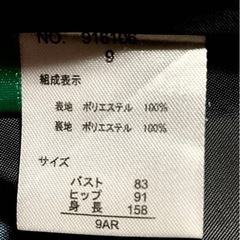 NO. 916106
9
組成表示
表地 ポリエステル 100%
裏地 ポリエステル 100%
サイズ
バスト 83
ヒップ 91
身長 158
9AR